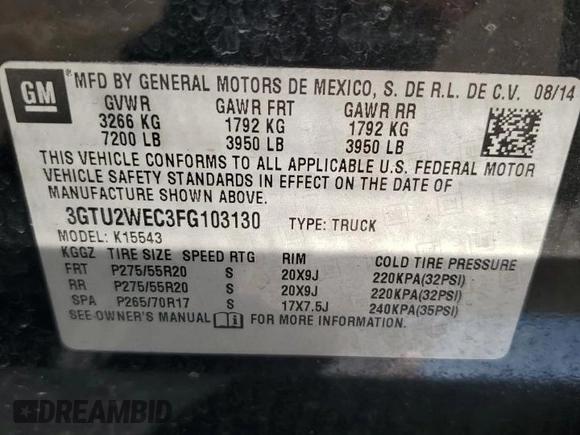 GM
® MFD BY GENERAL MOTORS DE MEXICO, S. DE R.L. DE C.V. 08/14
GVWR GAWR FRT GAWR RR
3266 KG 1792 KG 1792 KG
7200 LB 3950 LB 3950 LB
THIS VEHICLE CONFORMS TO ALL APPLICABLE U.S. FEDERAL MOTOR
VEHICLE SAFETY STANDARDS IN EFFECT ON THE DATE OF
MANUFACTURE SHOWN ABOVE.
3GTU2WEC3FG103130 TYPE: TRUCK
MODEL: K15543
KGGZ TIRE SIZE SPEED RTG RIM COLD TIRE PRESSURE
FRT P275/55R20 S 20X9J 220KPA(32PSI)
RR P275/55R20 S 20X9J 220KPA(32PSI)
SPA P265/70R17 S 17X7.5J 240KPA(35PSI)
SEE OWNER'S MANUAL i FOR MORE INFORMATION.
DREAMBID